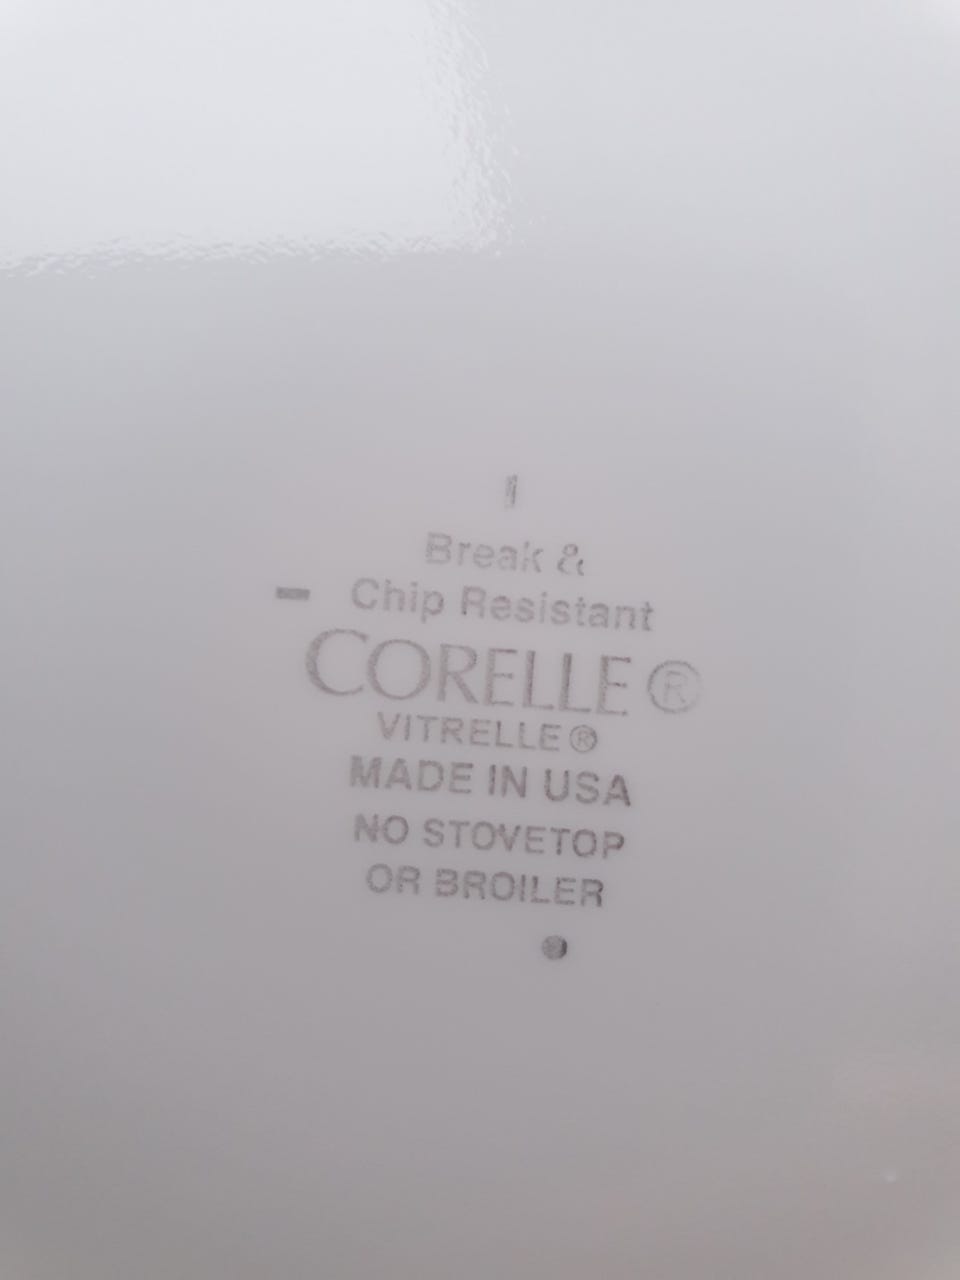 Break &
Chip Resistant
CORELLE®
VITRELLE®
MADE IN USA
NO STOVETOP
OR BROILER